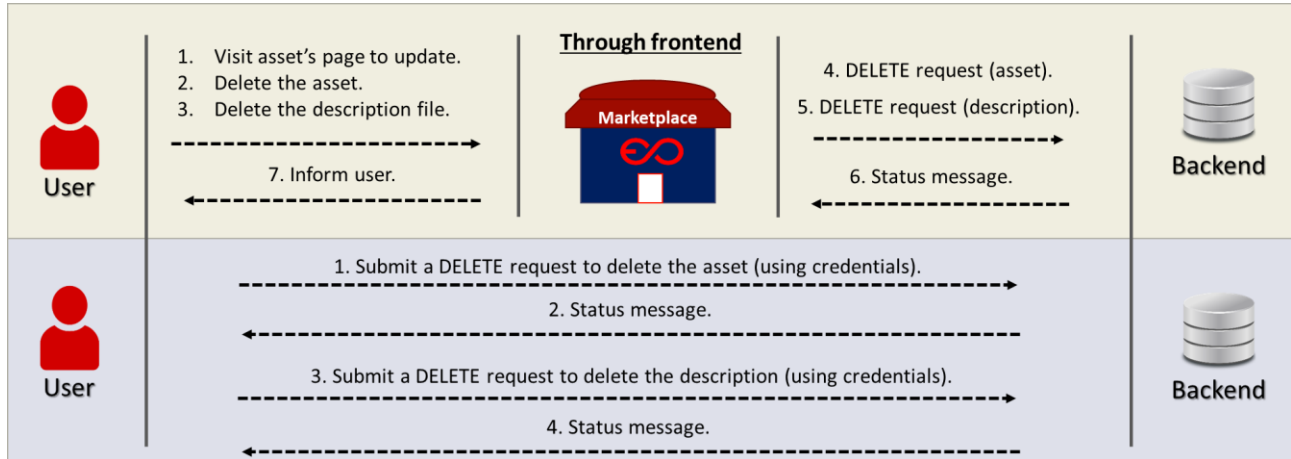 Through frontend
1. Visit asset's page to update.
2. Delete the asset.
3. Delete the description file.
7. Inform user.
User
Marketplace
4. DELETE request (asset).
5. DELETE request (description).
6. Status message.
Backend
1. Submit a DELETE request to delete the asset (using credentials).
2. Status message.
3. Submit a DELETE request to delete the description (using credentials).
4. Status message.
User
Backend